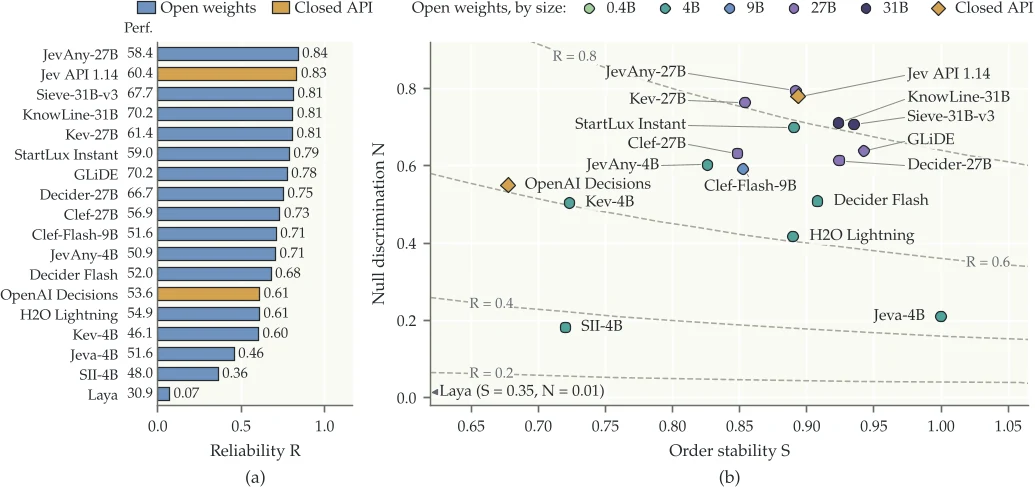 Open weights Closed API
Perf.
JevAny-27B 58.4 0.84
Jev API 1.14 60.4 0.83
Sieve-31B-v3 67.7 0.81
KnowLine-31B 70.2 0.81
Kev-27B 61.4 0.81
StartLux Instant 59.0 0.79
GLiDE 70.2 0.78
Decider-27B 66.7 0.75
Clef-27B 56.9 0.73
Clef-Flash-9B 51.6 0.71
JevAny-4B 50.9 0.71
Decider Flash 52.0 0.68
OpenAI Decisions 53.6 0.61
H2O Lightning 54.9 0.61
Kev-4B 46.1 0.60
Jeva-4B 51.6 0.46
SII-4B 48.0 0.36
Laya 30.9 0.07
0.0 0.5 1.0
Reliability R
(a)
Open weights, by size: 0.4B 4B 9B 27B 31B Closed API
Null discrimination N
0.8
0.6
0.4
0.2
0.0
R = 0.8
JevAny-27B
Jev API 1.14
Kev-27B
KnowLine-31B
StartLux Instant
Sieve-31B-v3
Clef-27B
GLiDE
JevAny-4B
Decider-27B
OpenAI Decisions
Clef-Flash-9B
Kev-4B
Decider Flash
H2O Lightning
R = 0.6
R = 0.4
Jeva-4B
SII-4B
R = 0.2
Laya (S = 0.35, N = 0.01)
0.65 0.70 0.75 0.80 0.85 0.90 0.95 1.00 1.05
Order stability S
(b)